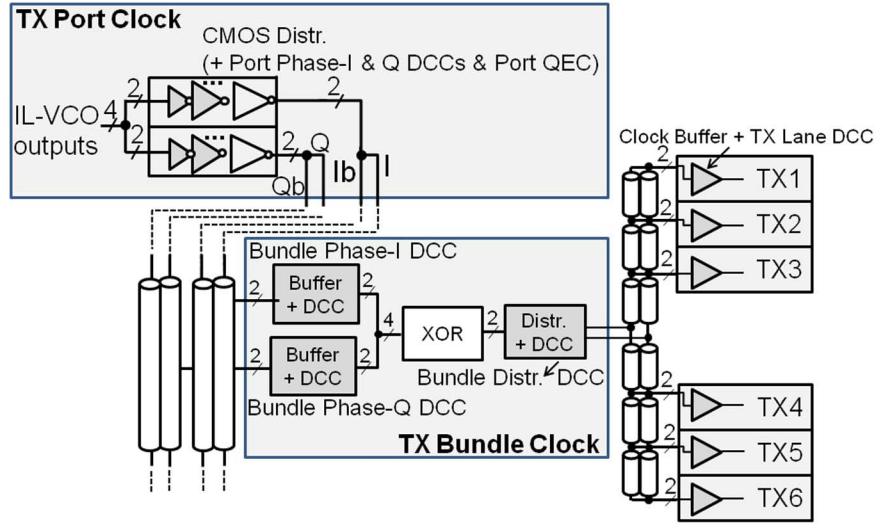 TX Port Clock
CMOS Distr.
(+ Port Phase-I & Q DCCs & Port QEC)
IL-VCO
outputs
4
2
2
...
...
2
2
Q
Qb
Ib
I
Clock Buffer + TX Lane DCC
2
TX1
2
TX2
2
TX3
Bundle Phase-I DCC
2
Buffer
+ DCC
2
4
XOR
2
Distr.
+ DCC
2
Buffer
+ DCC
2
Bundle Distr. DCC
Bundle Phase-Q DCC
TX Bundle Clock
2
TX4
2
TX5
2
TX6